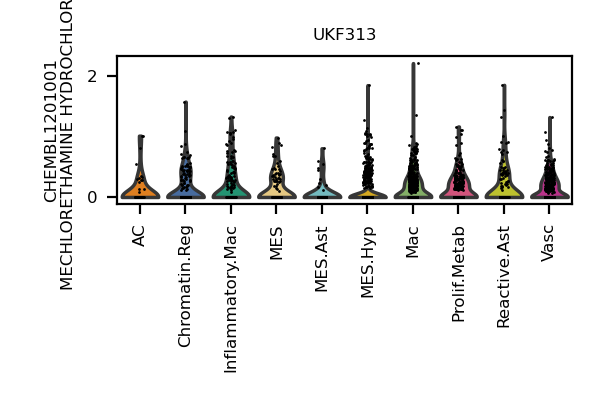 UKF313
CHEMBL1201001
MECHLORETHAMINE HYDROCHLOR
2
0
AC
Chromatin.Reg
Inflammatory.Mac
MES
MES.Ast
MES.Hyp
Mac
Prolif.Metab
Reactive.Ast
Vasc